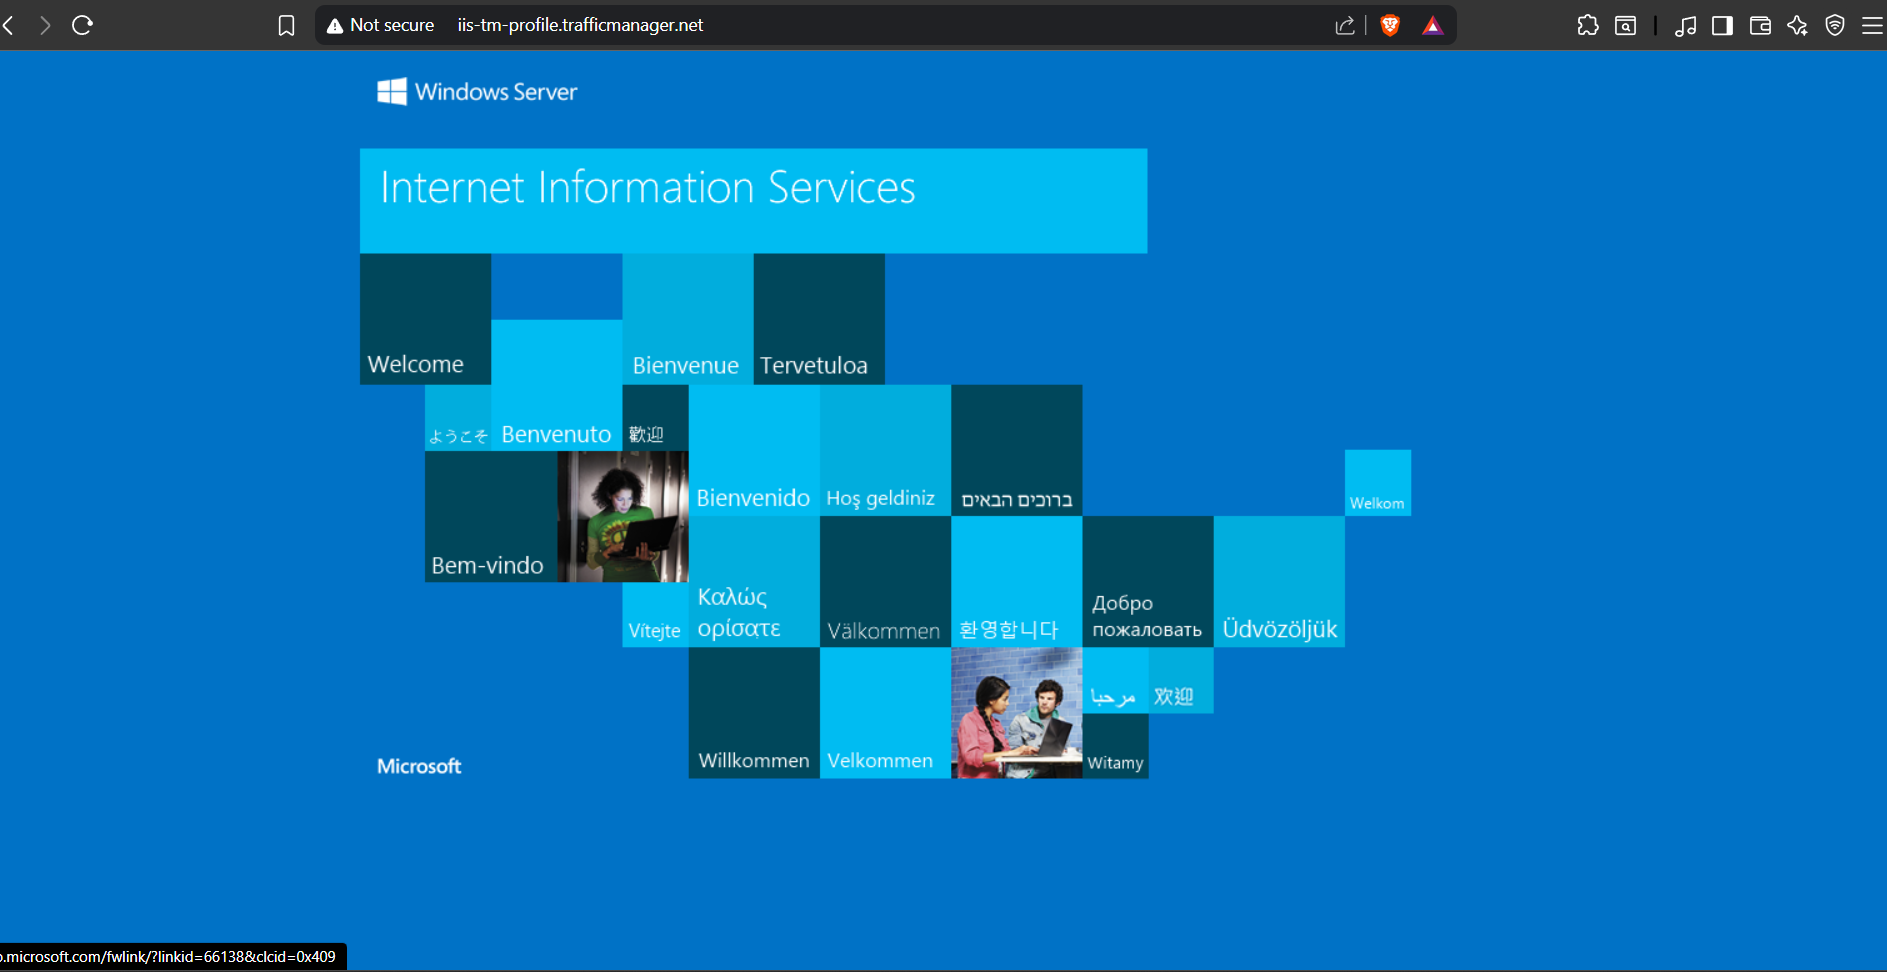 Not secure iis-tm-profile.trafficmanager.net
Windows Server
Internet Information Services
Welcome
Bienvenue
Tervetuloa
ようこそ
Benvenuto
歡迎
Bienvenido
Hoş geldiniz
ברוכים הבאים
Welkom
Bem-vindo
Vítejte
Καλώς
ορίσατε
Välkommen
환영합니다
Добро
пожаловать
Üdvözöljük
مرحبا
欢迎
Willkommen
Velkommen
Witamy
Microsoft
.microsoft.com/fwlink/?linkid=66138&clcid=0x409